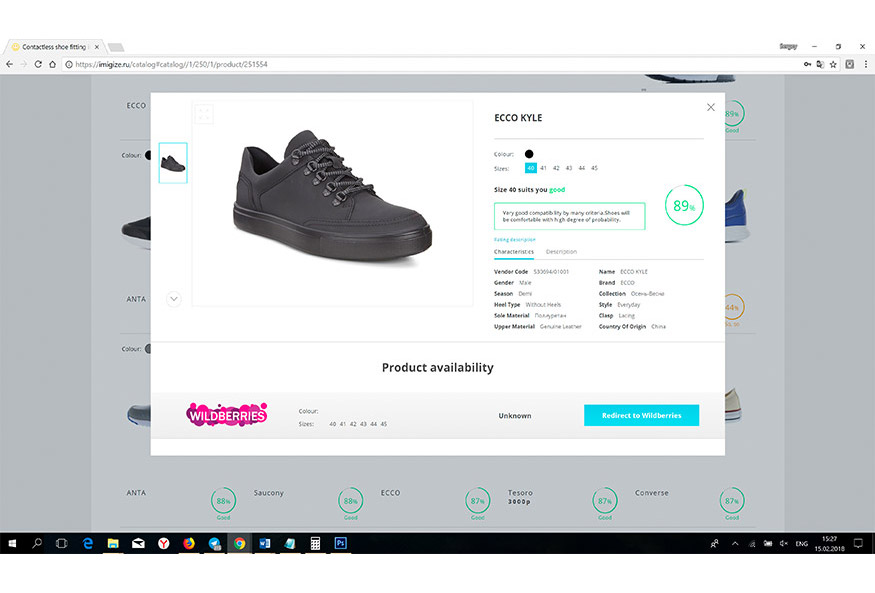 Contactless shoe fitting
Sergey
https://imigize.ru/catalog#catalog//1/250/1/product/251554
ECCO
89%
Good
Colour:
ECCO KYLE
Colour:
Sizes: 40 41 42 43 44 45
Size 40 suits you good
89%
Very good compatibility by many criteria.Shoes will
be comfortable with high degree of probability.
Rating description
Characteristics Description
Vendor Code 530694/01001 Name ECCO KYLE
Gender Male Brand ECCO
Season Demi Collection Осень-Весна
Heel Type Without Heels Style Everyday
Sole Material Полиуретан Clasp Lacing
Upper Material Genuine Leather Country Of Origin China
ANTA
44%
So, so
Colour:
Product availability
WILDBERRIES
Colour:
Sizes: 40 41 42 43 44 45
Unknown
Redirect to Wildberries
ANTA Saucony ECCO Tesoro Converse
3000р
88% 88% 87% 87% 87%
Good Good Good Good Good
ENG
15:27
15.02.2018